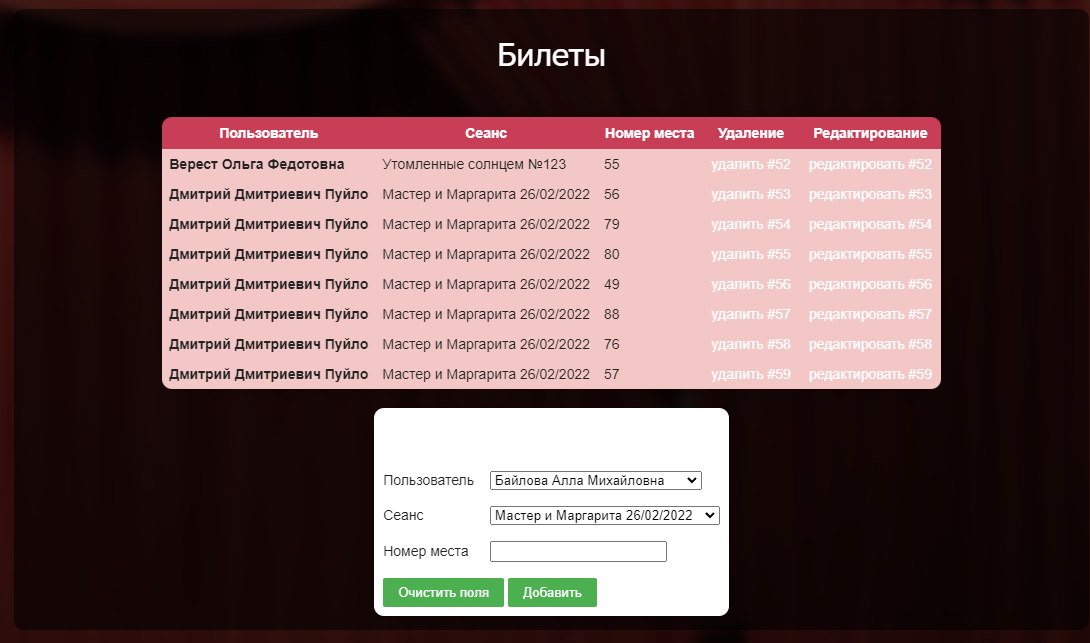 Билеты
Пользователь Сеанс Номер места Удаление Редактирование
Верест Ольга Федотовна Утомленные солнцем №123 55 удалить #52 редактировать #52
Дмитрий Дмитриевич Пуйло Мастер и Маргарита 26/02/2022 56 удалить #53 редактировать #53
Дмитрий Дмитриевич Пуйло Мастер и Маргарита 26/02/2022 79 удалить #54 редактировать #54
Дмитрий Дмитриевич Пуйло Мастер и Маргарита 26/02/2022 80 удалить #55 редактировать #55
Дмитрий Дмитриевич Пуйло Мастер и Маргарита 26/02/2022 49 удалить #56 редактировать #56
Дмитрий Дмитриевич Пуйло Мастер и Маргарита 26/02/2022 88 удалить #57 редактировать #57
Дмитрий Дмитриевич Пуйло Мастер и Маргарита 26/02/2022 76 удалить #58 редактировать #58
Дмитрий Дмитриевич Пуйло Мастер и Маргарита 26/02/2022 57 удалить #59 редактировать #59
Пользователь Байлова Алла Михайловна
Сеанс Мастер и Маргарита 26/02/2022
Номер места
Очистить поля Добавить